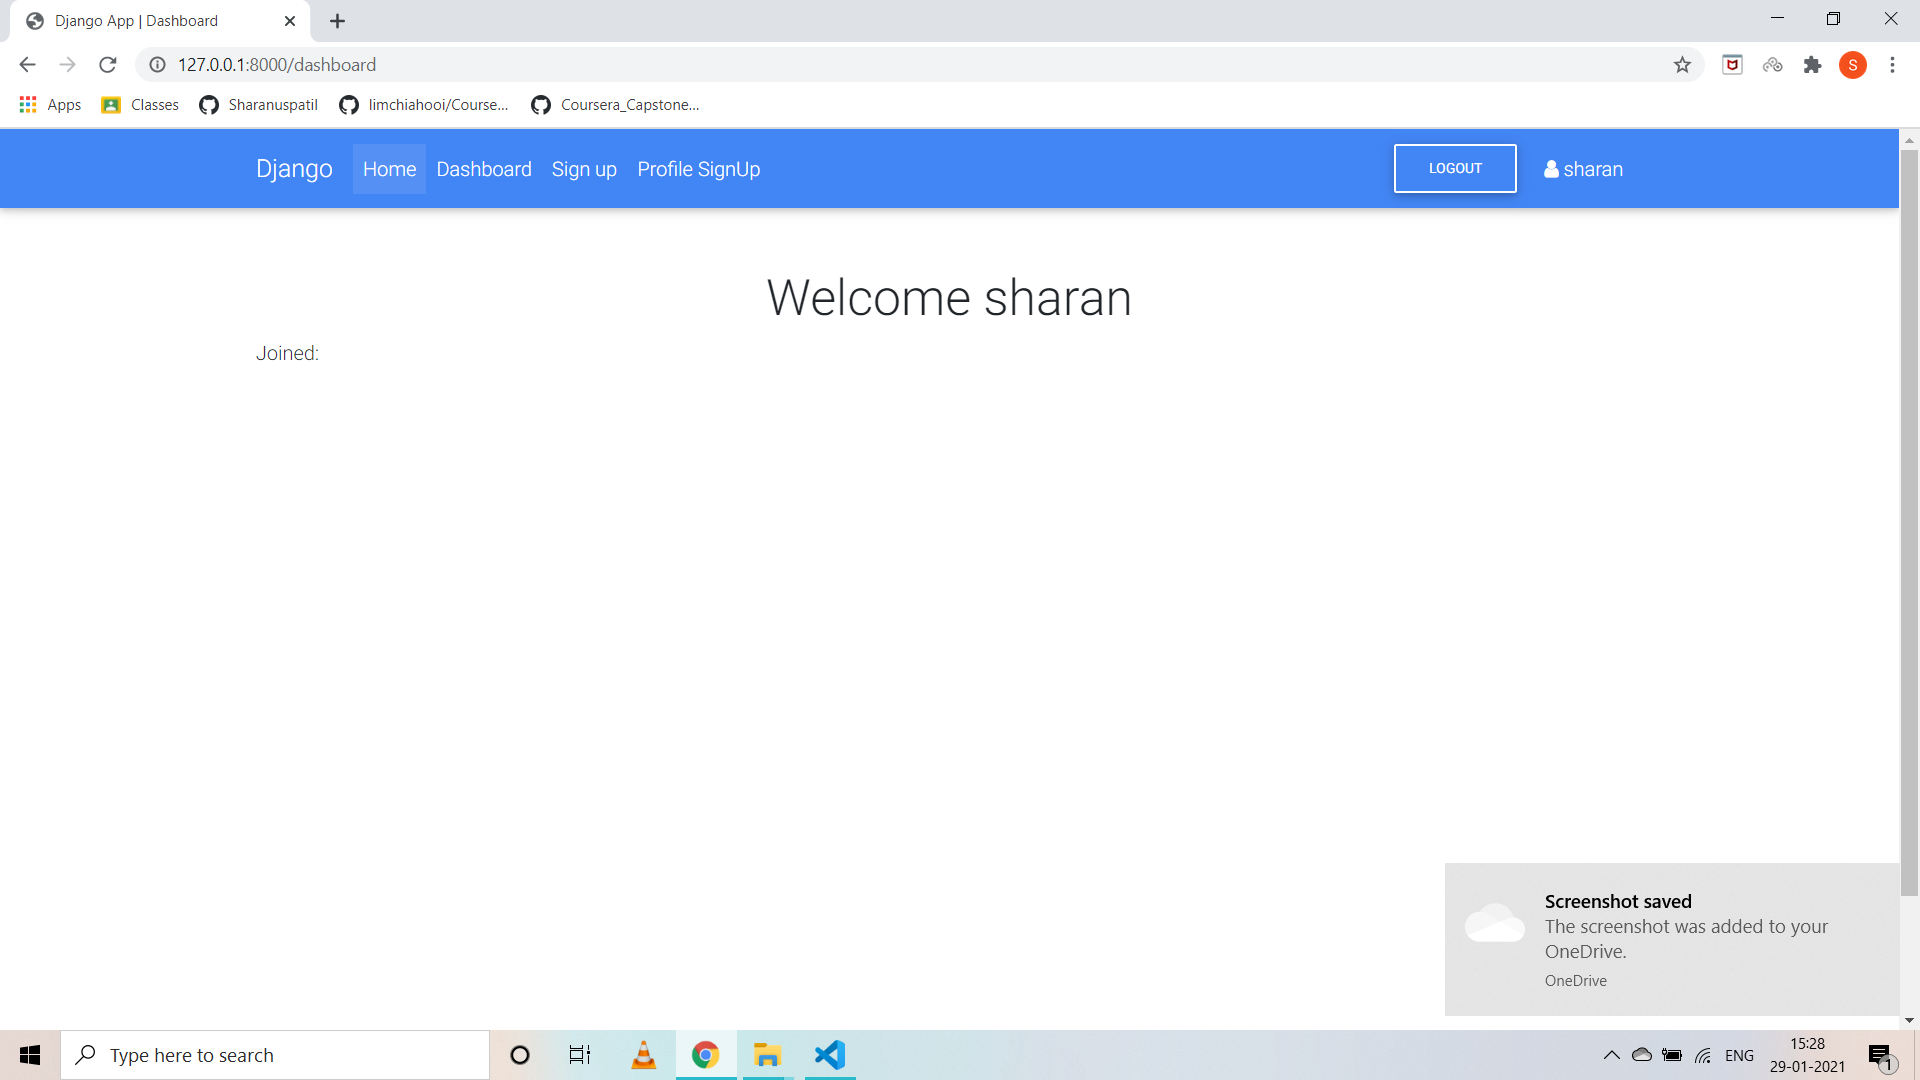 Django App | Dashboard
127.0.0.1:8000/dashboard
S
Apps
Classes
Sharanuspatil
limchiahooi/Course...
Coursera_Capstone...
Django
Home
Dashboard
Sign up
Profile SignUp
LOGOUT
sharan
Welcome sharan
Joined:
Screenshot saved
The screenshot was added to your
OneDrive.
OneDrive
Type here to search
ENG
15:28
29-01-2021
1